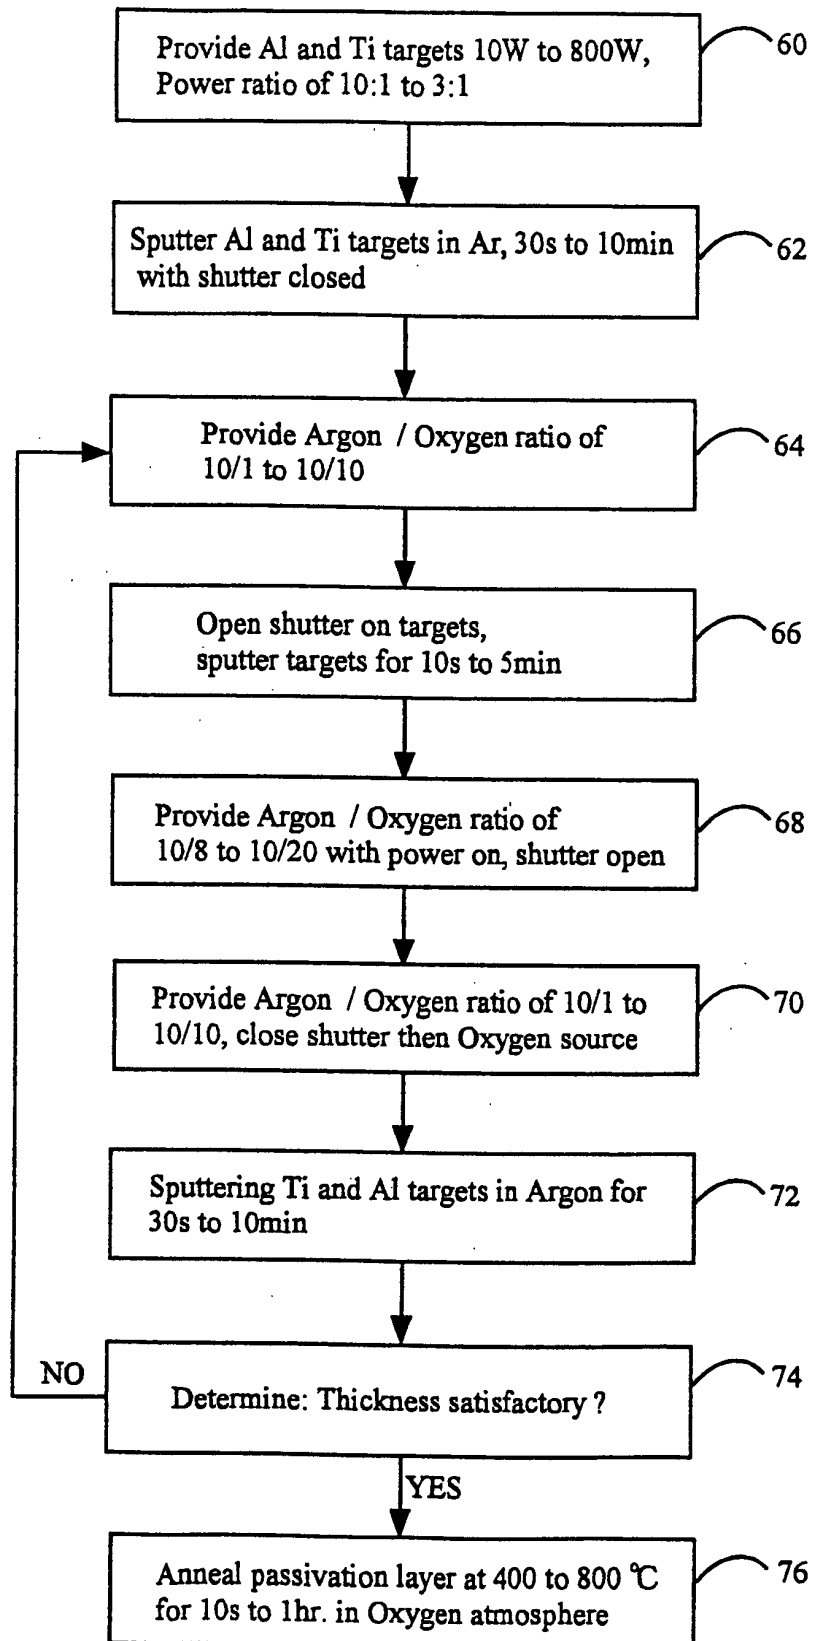 Provide Al and Ti targets 10W to 800W,
Power ratio of 10:1 to 3:1
60
Sputter Al and Ti targets in Ar, 30s to 10min
with shutter closed
62
Provide Argon / Oxygen ratio of
10/1 to 10/10
64
Open shutter on targets,
sputter targets for 10s to 5min
66
Provide Argon / Oxygen ratio of
10/8 to 10/20 with power on, shutter open
68
Provide Argon / Oxygen ratio of 10/1 to
10/10, close shutter then Oxygen source
70
Sputtering Ti and Al targets in Argon for
30s to 10min
72
NO
Determine: Thickness satisfactory ?
74
YES
Anneal passivation layer at 400 to 800 ℃
for 10s to 1hr. in Oxygen atmosphere
76